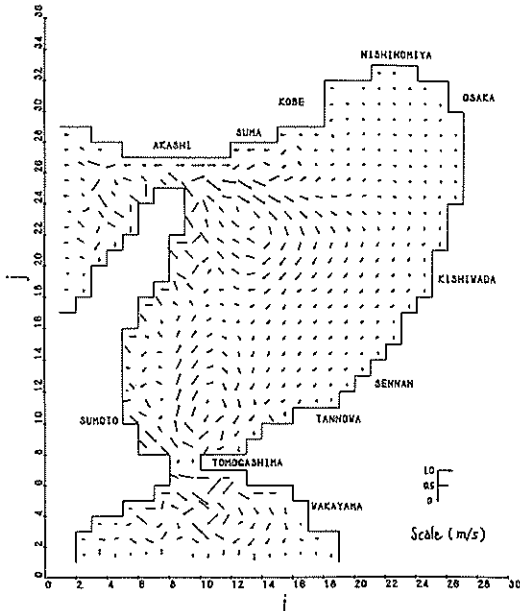 36
34
NISHINOMIYA
32
OSAKA
KOBE
30
SUMA
28
AKASHI
26
24
22
20
j
KISHIWADA
18
16
14
SENNAN
12
TANNOWA
SUMOTO
10
8
TOMOGASHIMA
1.0
6
0.5
WAKAYAMA
0
4
Scale (m/s)
2
0
0 2 4 6 8 10 12 14 16 18 20 22 24 26 28 30
i